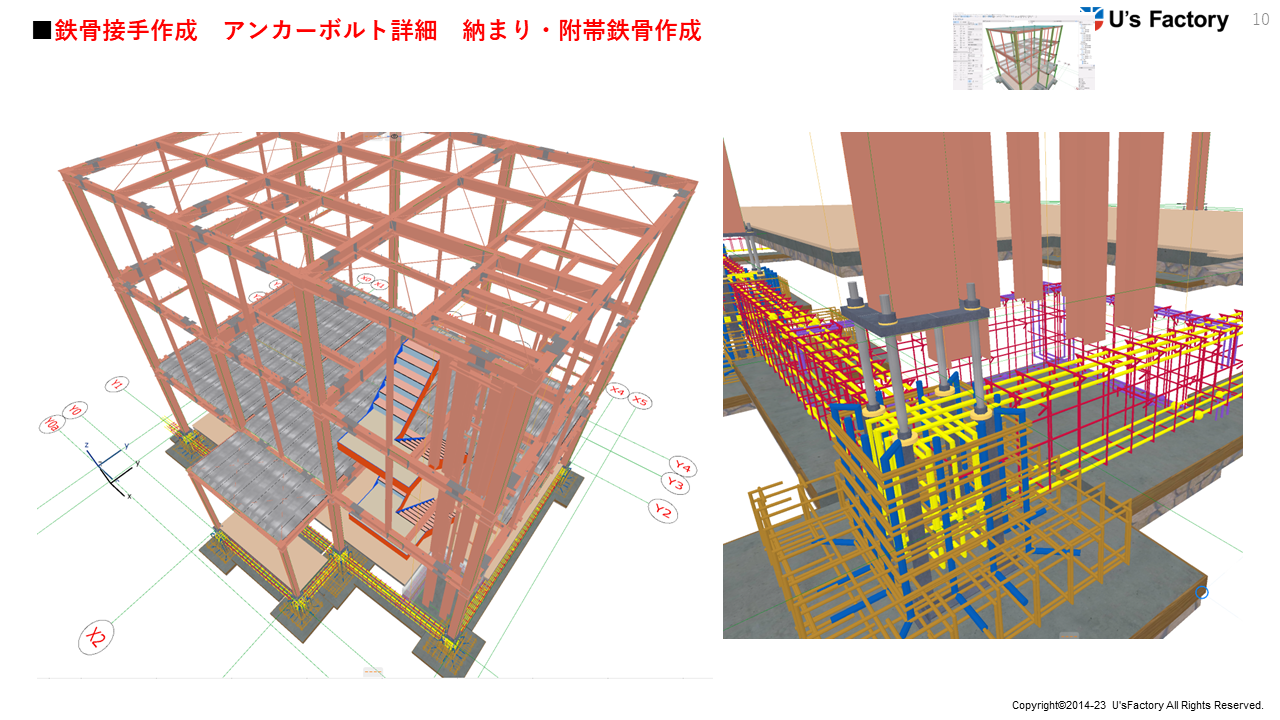 ■鉄骨接手作成　アンカーボルト詳細　納まり・附帯鉄骨作成
U's Factory
10
X0
X1
Y1
Y0
Y0a
X4
X5
Y4
Y3
Y2
X2
z
y
y
x
Copyright©2014-23 U'sFactory All Rights Reserved.